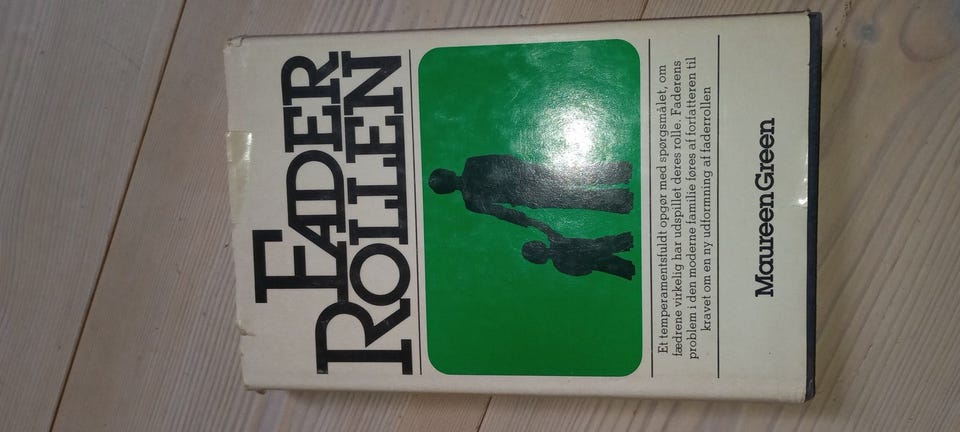 FADER
ROLLEN
Et temperamentsfuldt opgør med spørgsmålet, om
fædrene virkelig har udspillet deres rolle. Faderens
problem i den moderne familie føres af forfatteren til
kravet om en ny udformning af faderrollen
Maureen Green